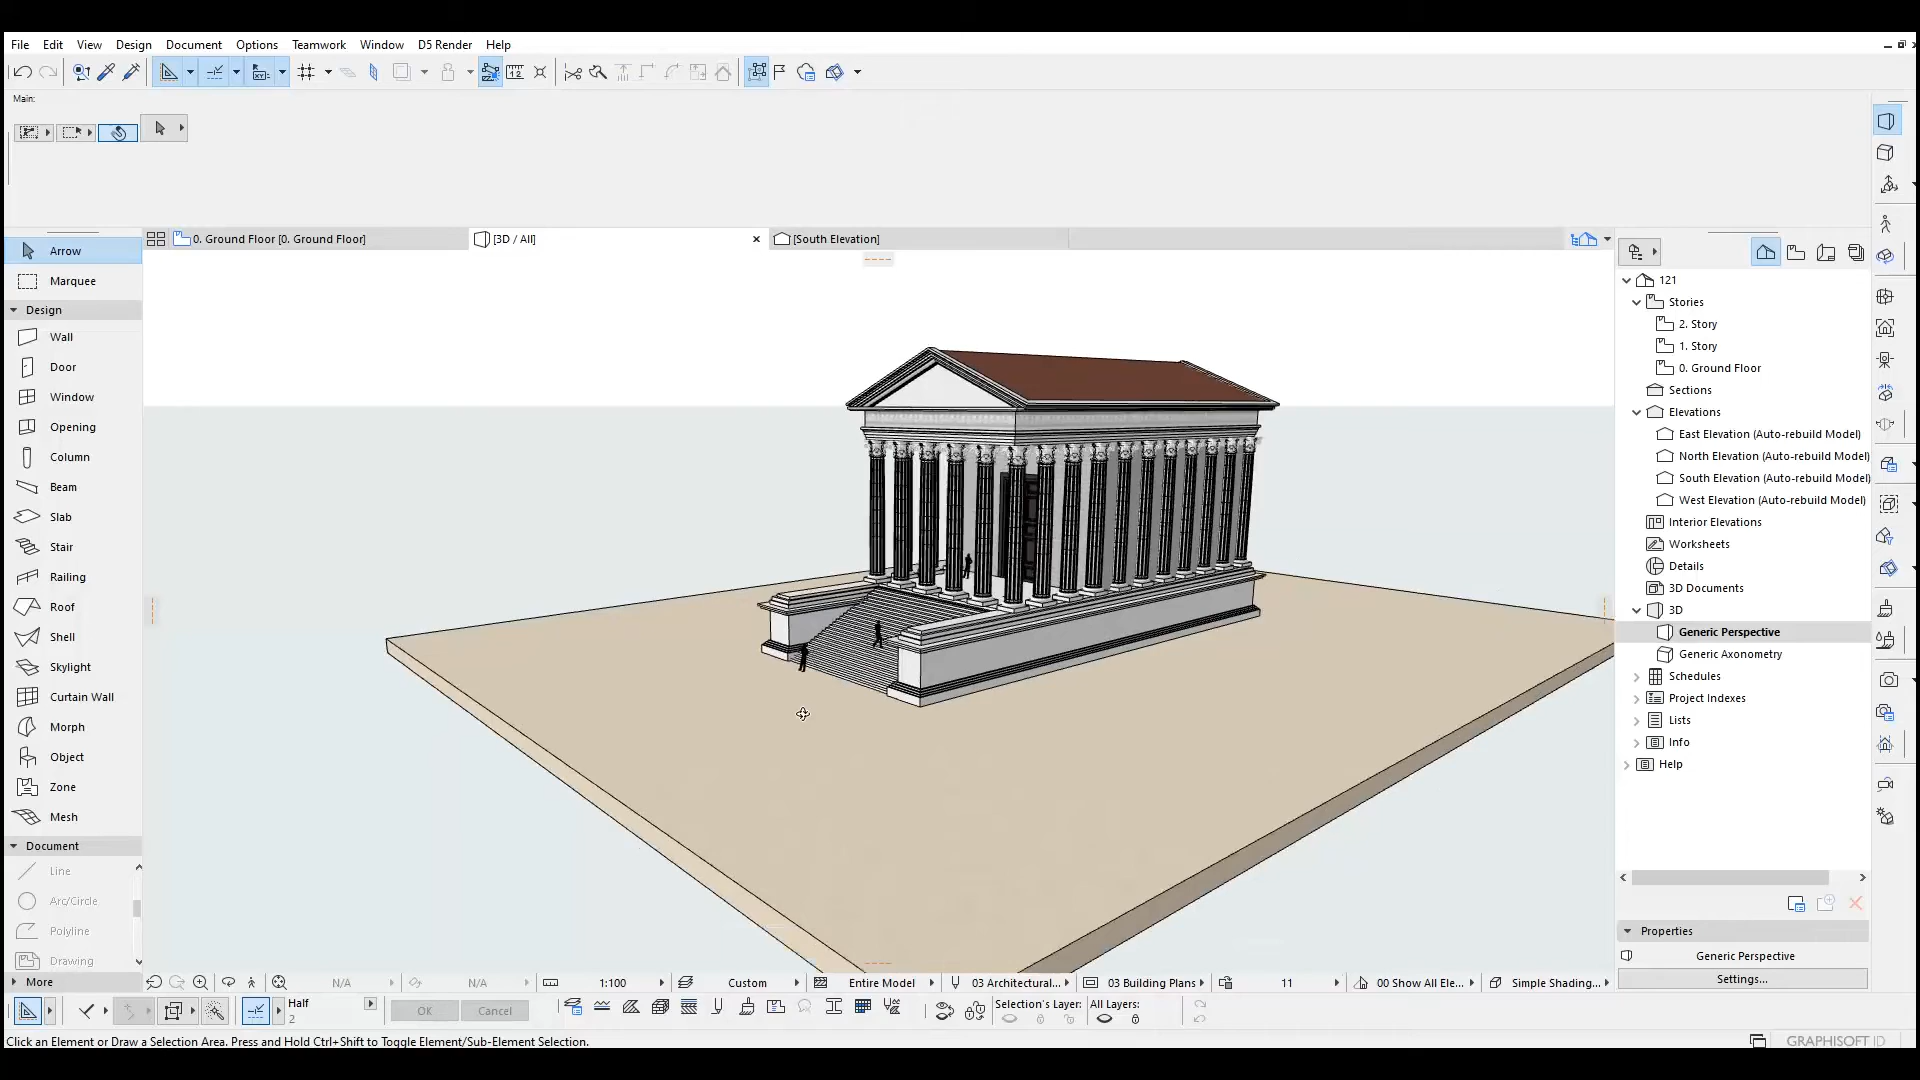 File Edit View Design Document Options Teamwork Window D5 Render Help
Main:
0. Ground Floor [0. Ground Floor]
[3D / All]
[South Elevation]
Arrow
Marquee
Design
Wall
Door
Window
Opening
Column
Beam
Slab
Stair
Railing
Roof
Shell
Skylight
Curtain Wall
Morph
Object
Zone
Mesh
Document
Line
Arc/Circle
Polyline
Drawing
More
121
Stories
2. Story
1. Story
0. Ground Floor
Sections
Elevations
East Elevation (Auto-rebuild Model)
North Elevation (Auto-rebuild Model)
South Elevation (Auto-rebuild Model)
West Elevation (Auto-rebuild Model)
Interior Elevations
Worksheets
Details
3D Documents
3D
Generic Perspective
Generic Axonometry
Schedules
Project Indexes
Lists
Info
Help
Properties
Generic Perspective
Settings...
N/A N/A 1:100 Custom Entire Model 03 Architectural... 03 Building Plans 11 00 Show All Ele... Simple Shading...
Half
2
OK Cancel
Selection's Layer: All Layers:
Click an Element or Draw a Selection Area. Press and Hold Ctrl+Shift to Toggle Element/Sub-Element Selection.
GRAPHISOFT ID